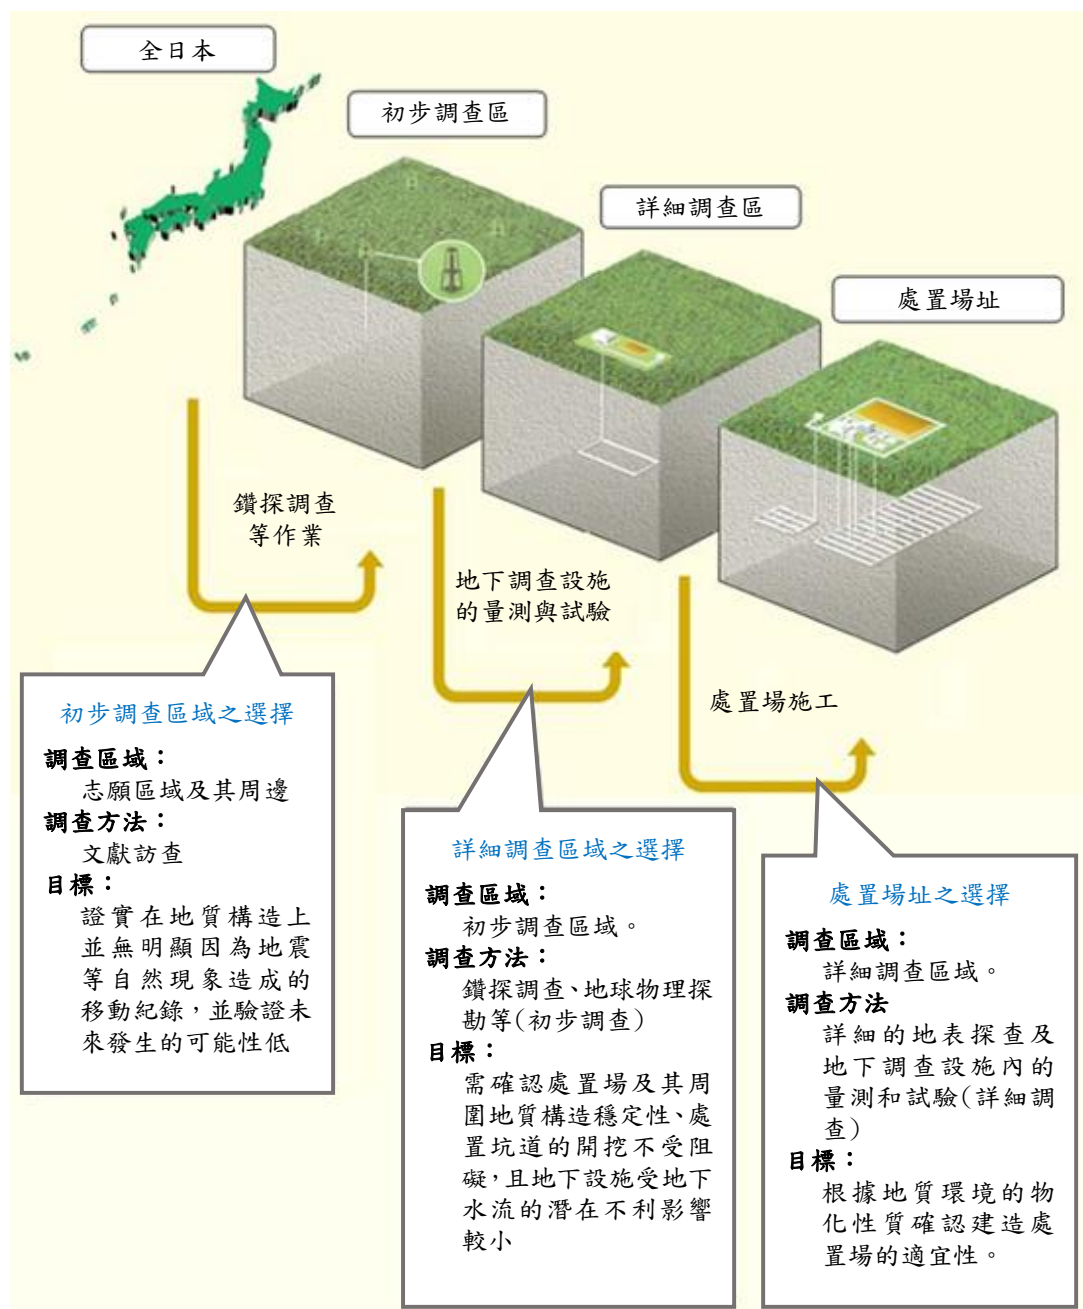 全日本
初步調查區
詳細調查區
處置場址
鑽探調查
等作業
地下調查設施
的量測與試驗
處置場施工
初步調查區域之選擇
調查區域：
志願區域及其周邊
調查方法：
文獻訪查
目標：
證實在地質構造上
並無明顯因為地震
等自然現象造成的
移動紀錄，並驗證未
來發生的可能性低
詳細調查區域之選擇
調查區域：
初步調查區域。
調查方法：
鑽探調查、地球物理探
勘等(初步調查)
目標：
需確認處置場及其周
圍地質構造穩定性、處
置坑道的開挖不受阻
礙，且地下設施受地下
水流的潛在不利影響
較小
處置場址之選擇
調查區域：
詳細調查區域。
調查方法
詳細的地表探查及
地下調查設施內的
量測和試驗(詳細調
查)
目標：
根據地質環境的物
化性質確認建造處
置場的適宜性。